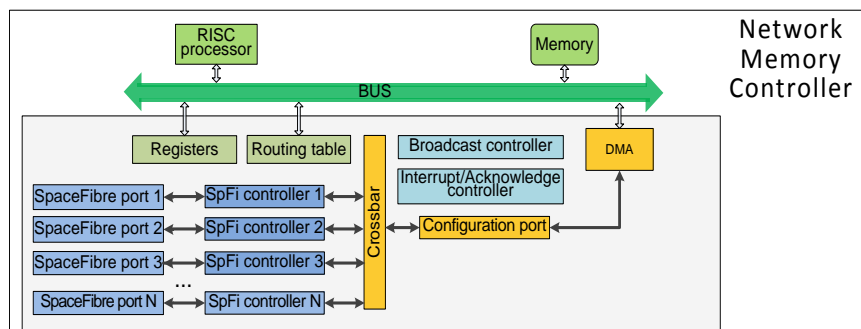 Network
Memory
Controller
RISC
processor
Memory
BUS
Registers
Routing table
Broadcast controller
DMA
Interrupt/Acknowledge
controller
Crossbar
SpaceFibre port 1
SpFi controller 1
SpaceFibre port 2
SpFi controller 2
Configuration port
SpaceFibre port 3
SpFi controller 3
...
SpaceFibre port N
SpFi controller N